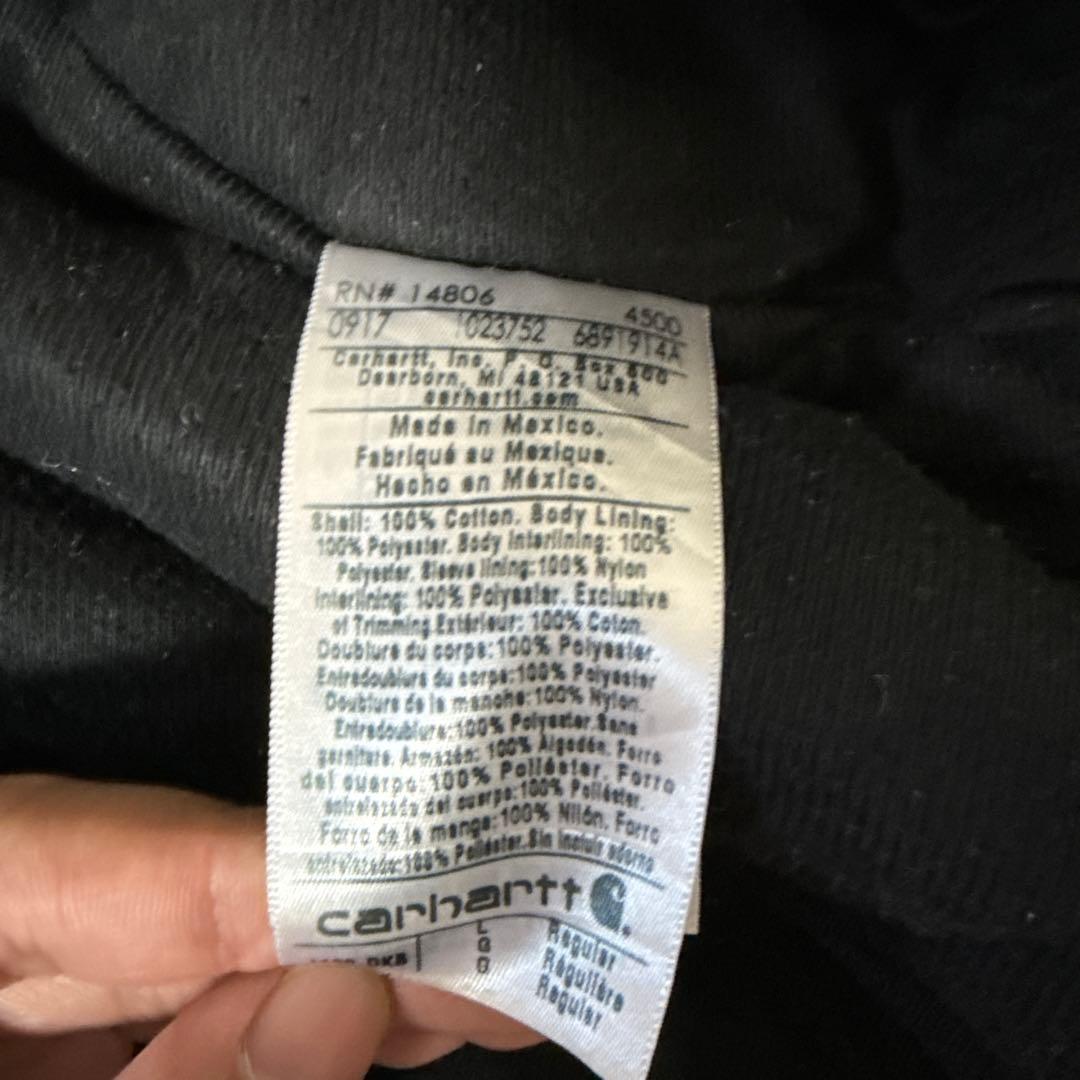 RN# 14806 4500
0917 1023752 689 1914A
Carhartt, Inc. P. O. Box 600
Dearborn, MI 48121 USA
carhartt.com
Made in Mexico.
Fabriqué au Mexique.
Hecho en México.
Shell: 100% Cotton. Body Lining:
100% Polyester. Body Interlining: 100%
Polyester. Sleeve lining:100% Nylon
Interlining: 100% Polyester. Exclusive
of Trimming Extérieur: 100% Coton.
Doublure du corps:100% Polyester.
Entredoublure du corps:100% Polyester
Doublure de la manche:100% Nylon.
Entredoublure:100% Polyester.Sans
garniture. Armazón: 100% Algodón. Forro
del cuerpo:100% Poliéster. Forro
entrelazado del cuerpo:100% Poliéster.
Forro de la manga:100% Nilón. Forro
entrelazado:100% Poliéster.Sin incluir adorno
carhartt
L Regular
G Régulière
G Regular